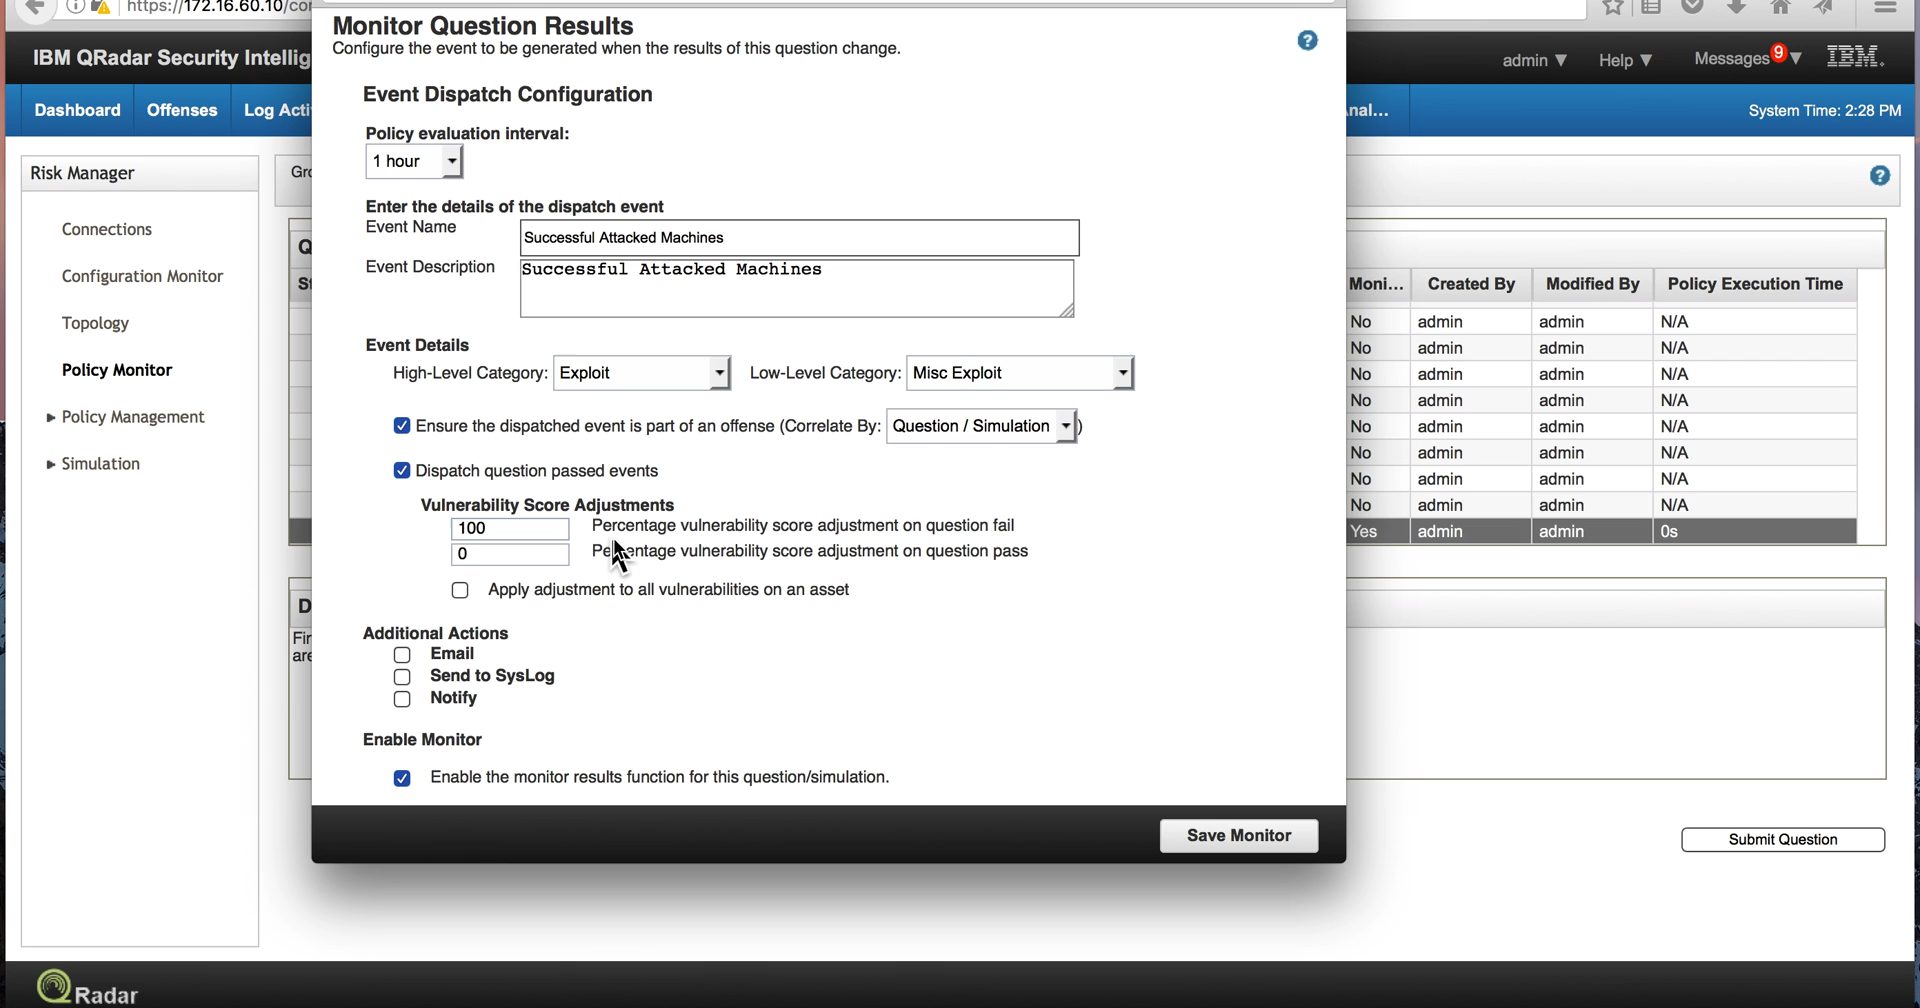 https://172.16.60.10/co
Monitor Question Results
Configure the event to be generated when the results of this question change.
IBM QRadar Security Intellig
admin
Help
Messages 9
IBM
Dashboard
Offenses
Log Acti
nal...
System Time: 2:28 PM
Event Dispatch Configuration
Policy evaluation interval:
1 hour
Risk Manager
Connections
Configuration Monitor
Topology
Policy Monitor
Policy Management
Simulation
Enter the details of the dispatch event
Event Name
Successful Attacked Machines
Event Description
Successful Attacked Machines
Event Details
High-Level Category: Exploit
Low-Level Category: Misc Exploit
Ensure the dispatched event is part of an offense (Correlate By: Question / Simulation )
Dispatch question passed events
Vulnerability Score Adjustments
100 Percentage vulnerability score adjustment on question fail
0 Percentage vulnerability score adjustment on question pass
Apply adjustment to all vulnerabilities on an asset
Additional Actions
Email
Send to SysLog
Notify
Enable Monitor
Enable the monitor results function for this question/simulation.
Save Monitor
Moni... Created By Modified By Policy Execution Time
No admin admin N/A
No admin admin N/A
No admin admin N/A
No admin admin N/A
No admin admin N/A
No admin admin N/A
No admin admin N/A
No admin admin N/A
Yes admin admin 0s
Submit Question
QRadar